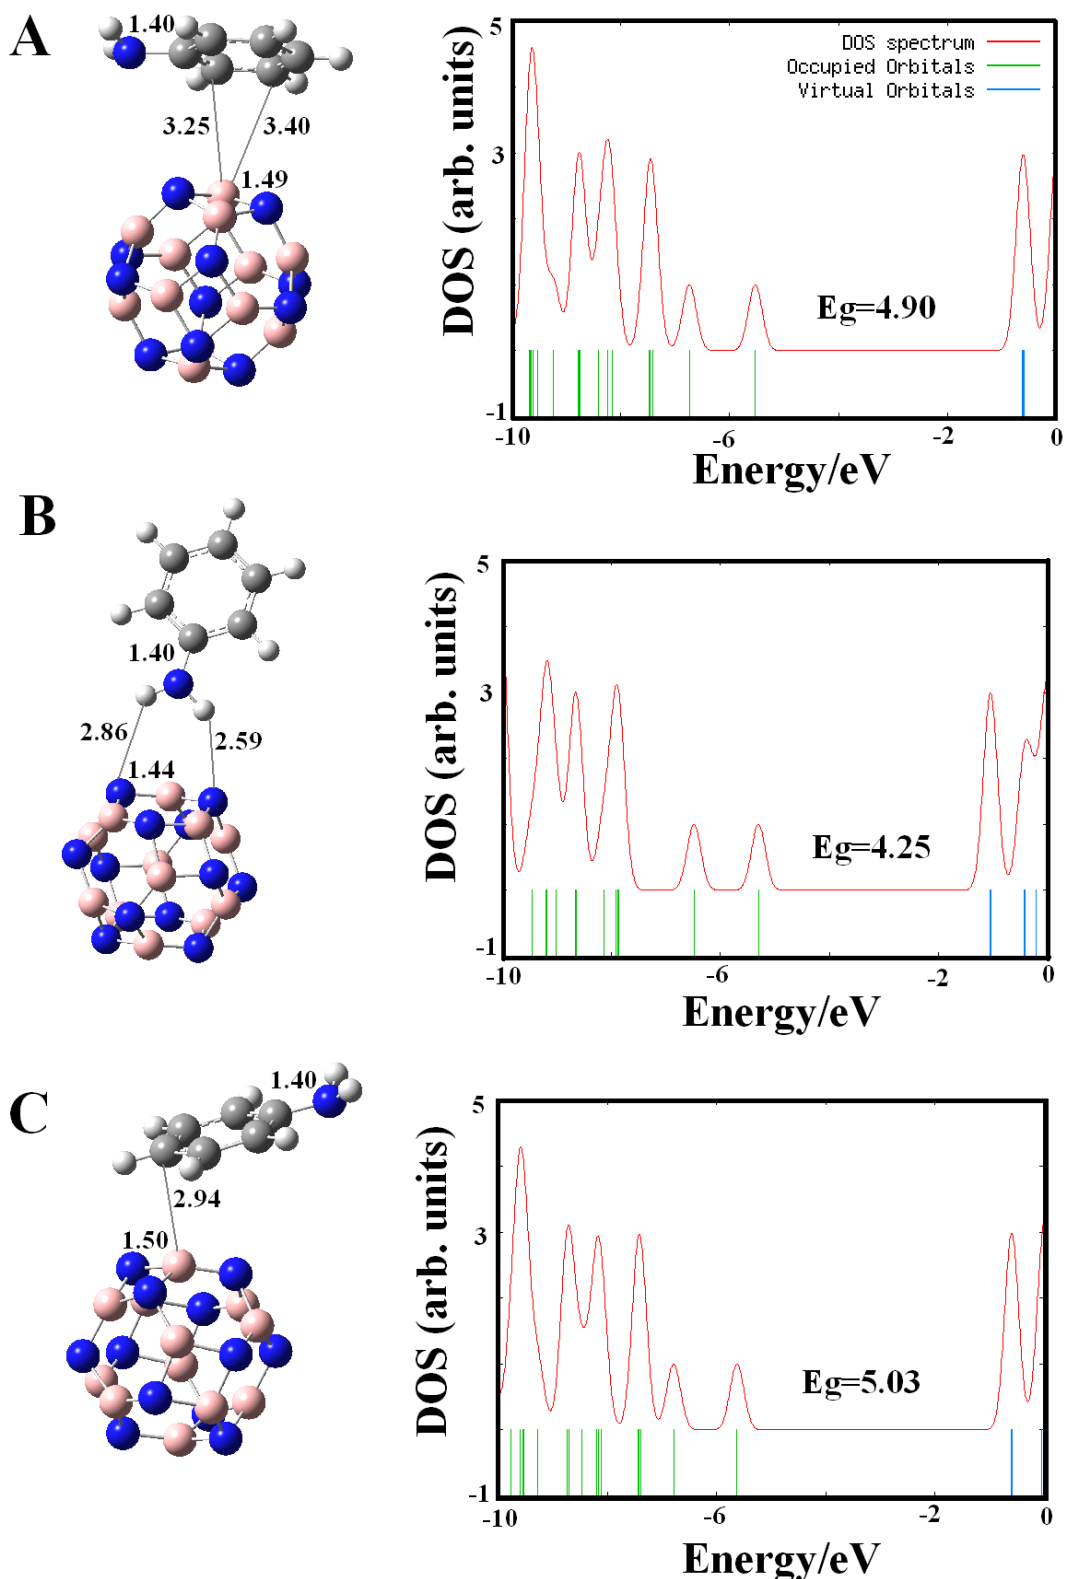 A
1.40
3.25
3.40
1.49
DOS (arb. units)
5
3
-1
DOS spectrum
Occupied Orbitals
Virtual Orbitals
Eg=4.90
-10
-6
-2
0
Energy/eV
B
1.40
2.86
2.59
1.44
DOS (arb. units)
5
3
-1
Eg=4.25
-10
-6
-2
0
Energy/eV
C
1.40
2.94
1.50
DOS (arb. units)
5
3
-1
Eg=5.03
-10
-6
-2
0
Energy/eV